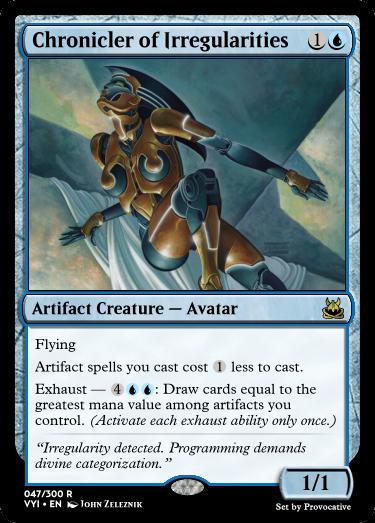 Chronicler of Irregularities 1
Artifact Creature — Avatar
Flying
Artifact spells you cast cost 1 less to cast.
Exhaust — 4: Draw cards equal to the
greatest mana value among artifacts you
control. (Activate each exhaust ability only once.)
“Irregularity detected. Programming demands
divine categorization.”
1/1
047/300 R
VYI • EN JOHN ZELEZNIK
Set by Provocative